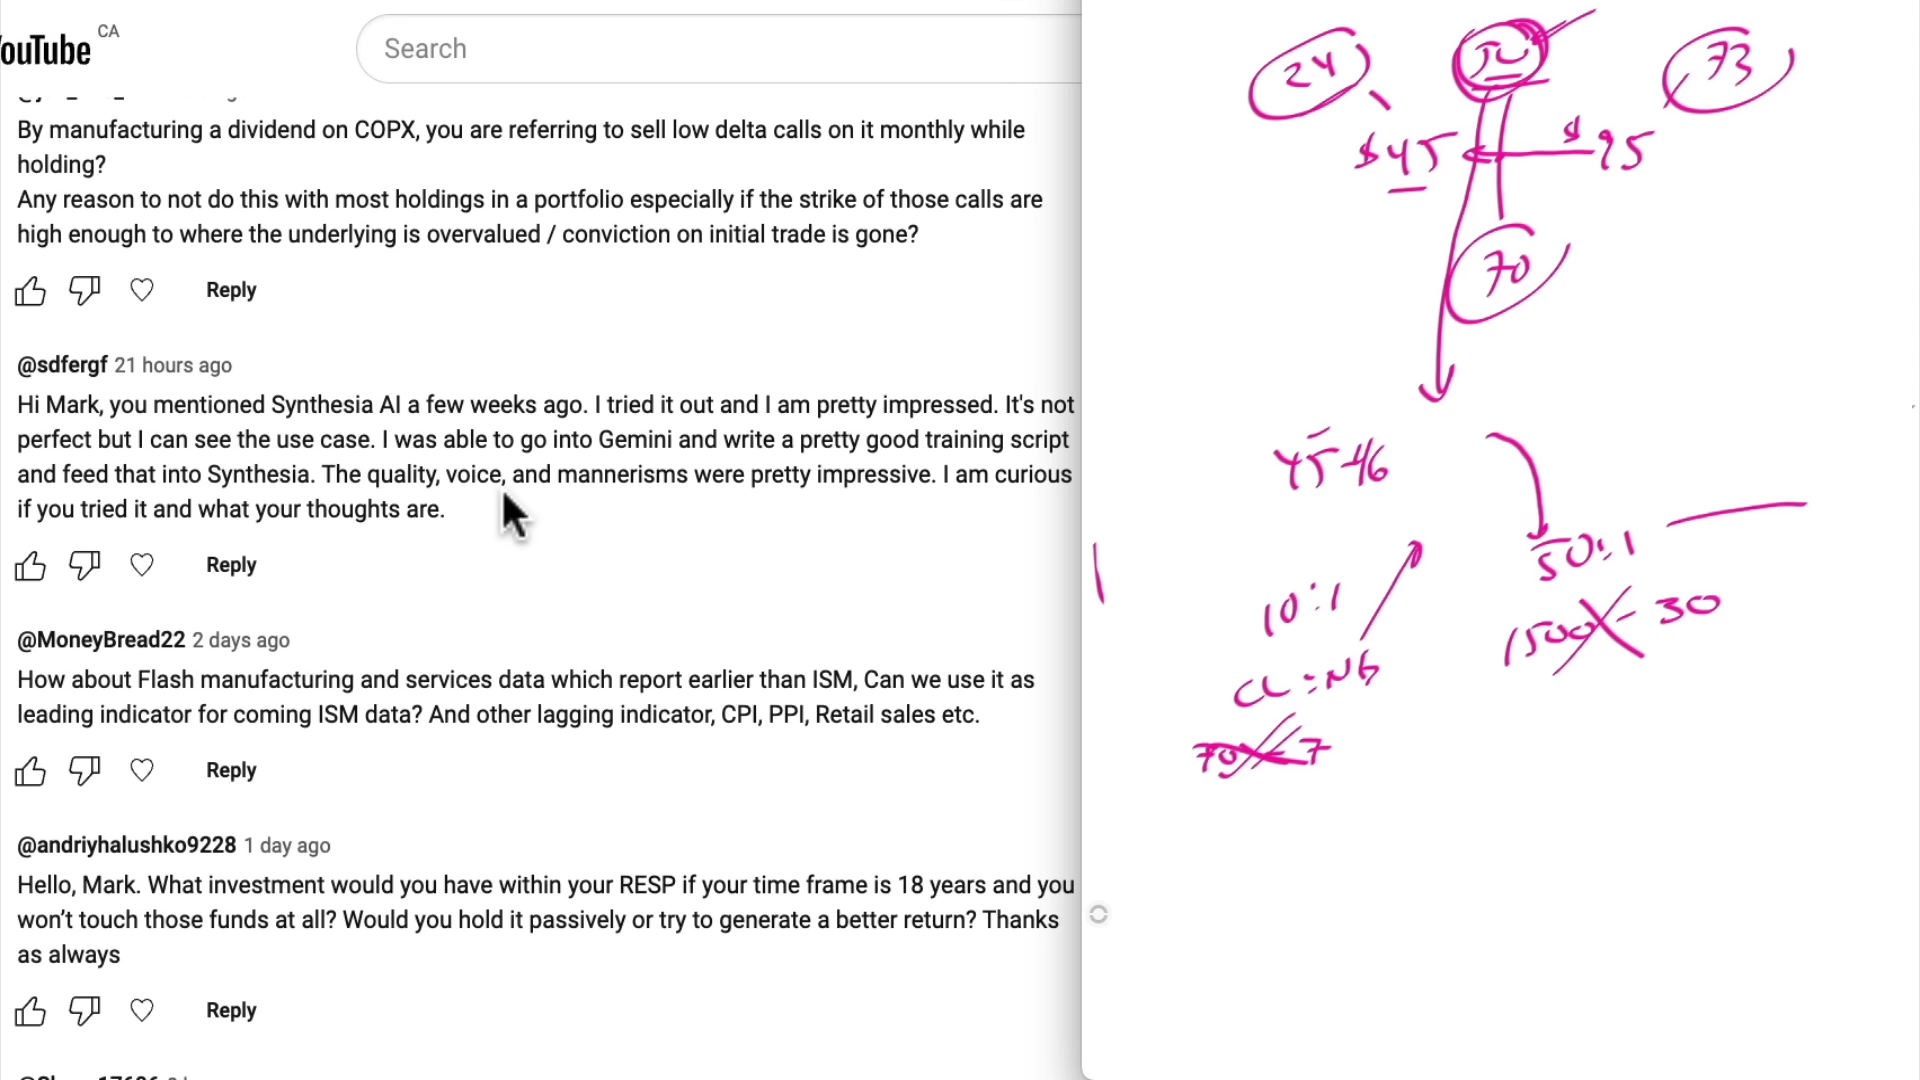 ouTube CA
Search
By manufacturing a dividend on COPX, you are referring to sell low delta calls on it monthly while
holding?
Any reason to not do this with most holdings in a portfolio especially if the strike of those calls are
high enough to where the underlying is overvalued / conviction on initial trade is gone?
Reply
@sdfergf 21 hours ago
Hi Mark, you mentioned Synthesia AI a few weeks ago. I tried it out and I am pretty impressed. It's not
perfect but I can see the use case. I was able to go into Gemini and write a pretty good training script
and feed that into Synthesia. The quality, voice, and mannerisms were pretty impressive. I am curious
if you tried it and what your thoughts are.
Reply
@MoneyBread22 2 days ago
How about Flash manufacturing and services data which report earlier than ISM, Can we use it as
leading indicator for coming ISM data? And other lagging indicator, CPI, PPI, Retail sales etc.
Reply
@andriyhalushko9228 1 day ago
Hello, Mark. What investment would you have within your RESP if your time frame is 18 years and you
won't touch those funds at all? Would you hold it passively or try to generate a better return? Thanks
as always
Reply
24
73
$45
$95
70
45-46
50:1
10:1
1500 - 30
CL:NG
70 - 7